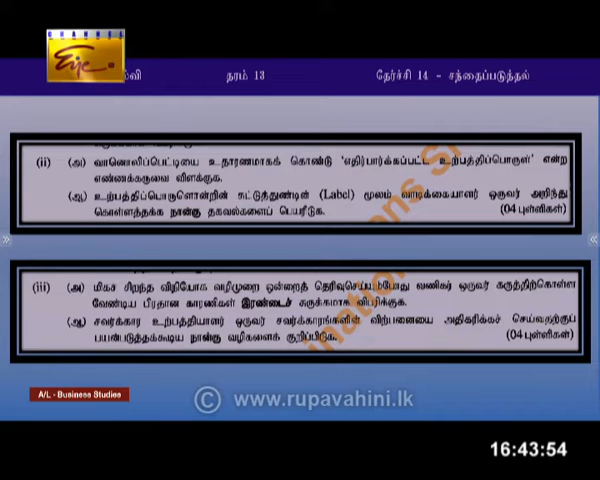 CHANNEL
Eye
ல்வி தரம் 13 தேர்ச்சி 14 - சந்தைப்படுத்தல்
(ii) (அ) வானொலிப்பெட்டியை உதாரணமாகக் கொண்டு 'எதிர்பார்க்கப்பட்ட உற்பத்திப்பொருள்' என்ற
எண்ணக்கருவை விளக்குக.
(ஆ) உற்பத்திப்பொருளொன்றின் சுட்டுத்துண்டின் (Label) மூலம் வாடிக்கையாளர் ஒருவர் அறிந்து
கொள்ளத்தக்க நான்கு தகவல்களைப் பெயரீடுக. (04 புள்ளிகள்)
(iii) (அ) மிகச் சிறந்த விநியோக வழிமுறை ஒன்றைத் தெரிவுசெய்யும்போது வணிகர் ஒருவர் கருத்திற்கொள்ள
வேண்டிய பிரதான காரணிகள் இரண்டைச் சுருக்கமாக விபரிக்குக.
(ஆ) சவர்க்கார உற்பத்தியாளர் ஒருவர் சவர்க்காரங்களின் விற்பனையை அதிகரிக்கச் செய்வதற்குப்
பயன்படுத்தக்கூடிய நான்கு வழிகளைக் குறிப்பிடுக. (04 புள்ளிகள்)
A/L - Business Studies
© www.rupavahini.lk
16:43:54